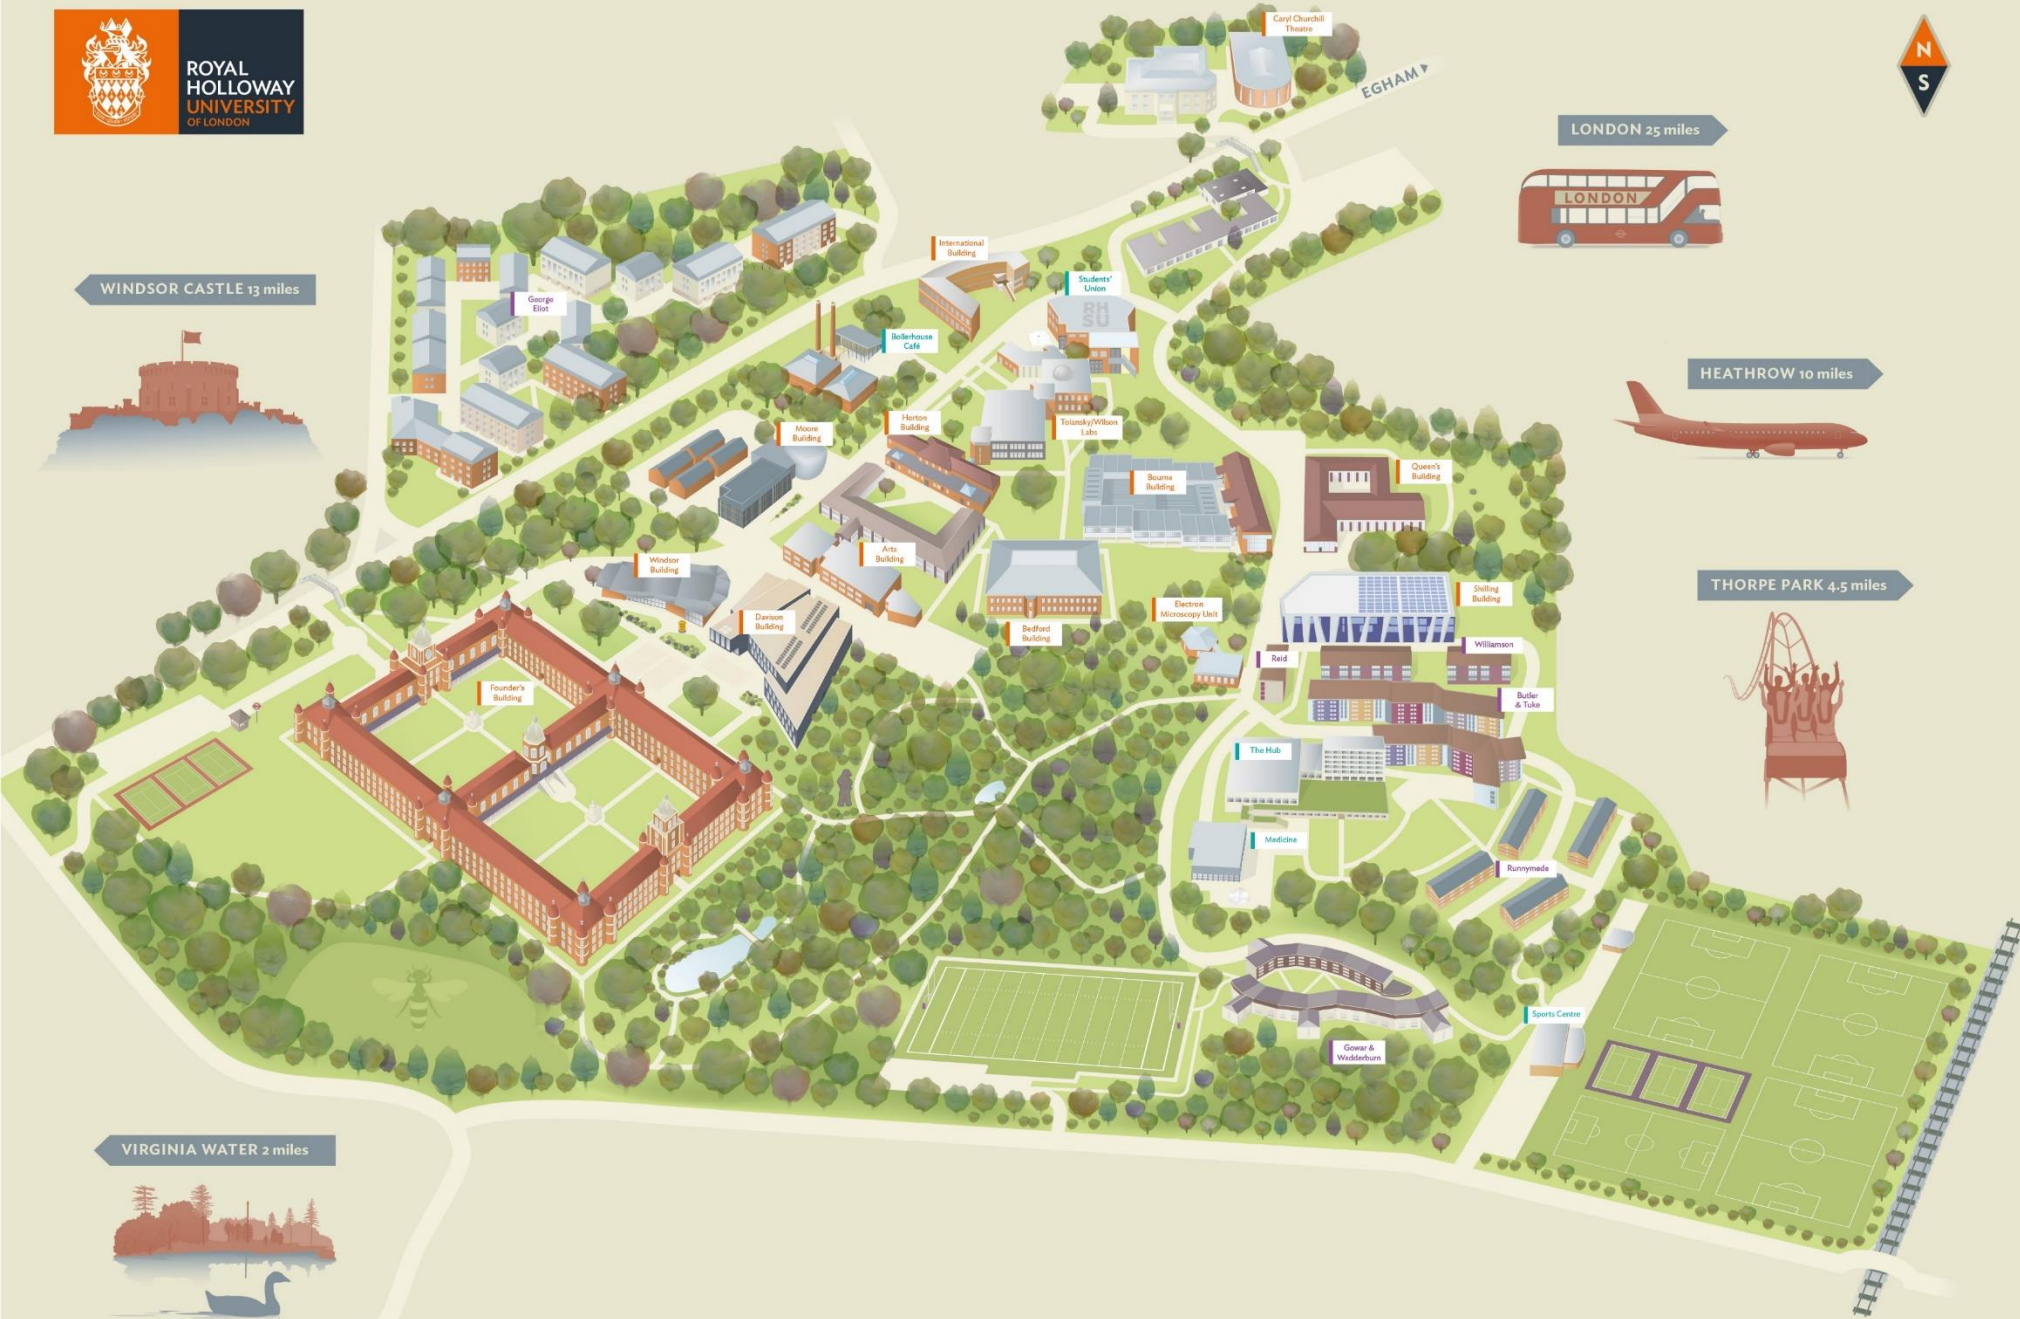 ROYAL
HOLLOWAY
UNIVERSITY
OF LONDON
Caryl Churchill
Theatre
EGHAM
N
S
LONDON 25 miles
LONDON
WINDSOR CASTLE 13 miles
International
Building
Students'
Union
RH
SU
George
Eliot
Boilerhouse
Café
HEATHROW 10 miles
Moore
Building
Horton
Building
Tolansky/Wilson
Labs
Bourne
Building
Queen's
Building
Windsor
Building
Arts
Building
THORPE PARK 4.5 miles
Shilling
Building
Electron
Microscopy Unit
Davison
Building
Bedford
Building
Reid
Williamson
Founder's
Building
Butler
& Tuke
The Hub
Medicine
Runnymede
Sports Centre
Gowar &
Wedderburn
VIRGINIA WATER 2 miles